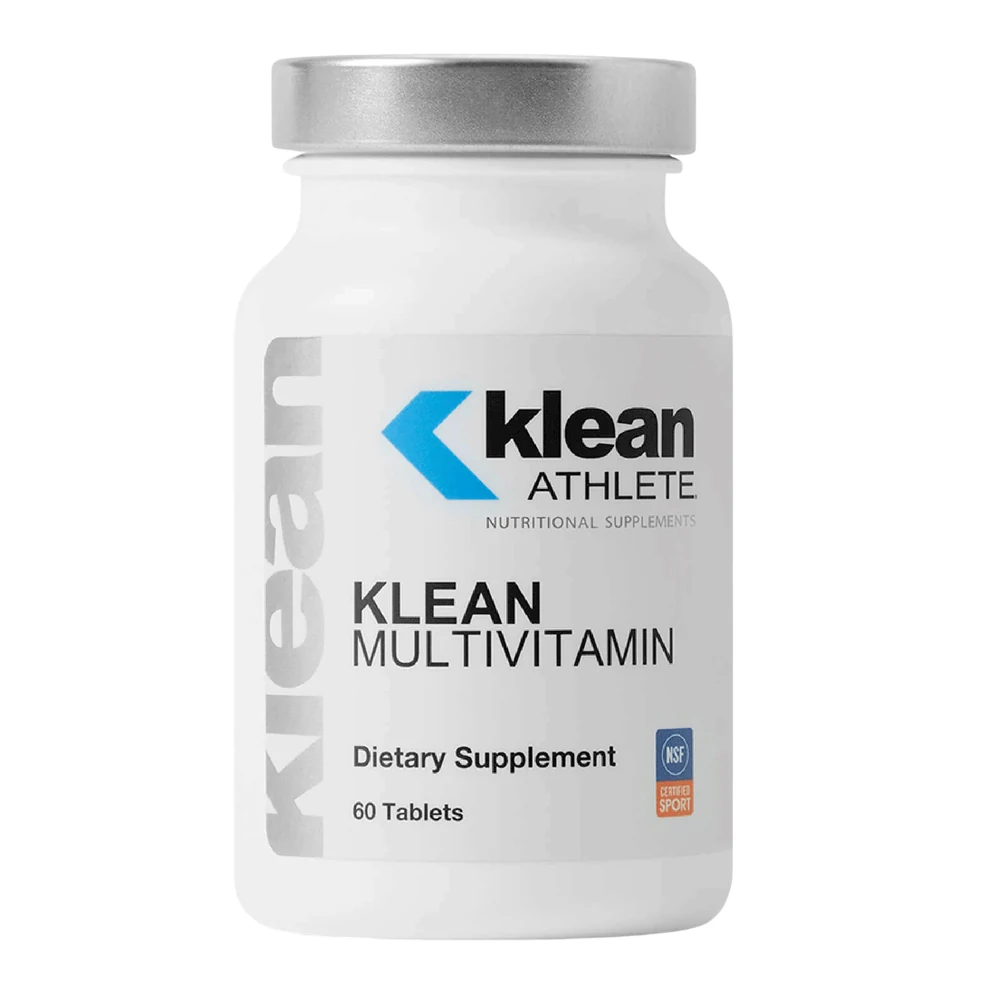 klean
klean
ATHLETE
NUTRITIONAL SUPPLEMENTS
KLEAN
MULTIVITAMIN
Dietary Supplement
60 Tablets
NSF
CERTIFIED
SPORT